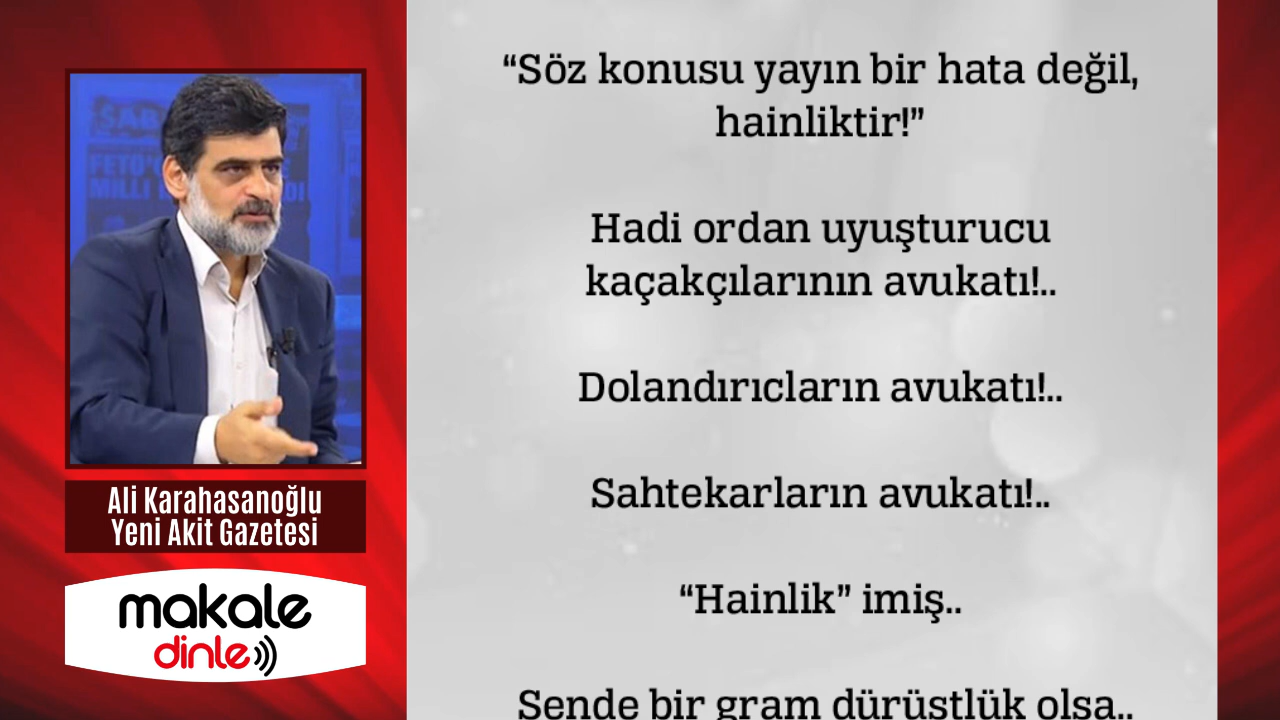 “Söz konusu yayın bir hata değil,
hainliktir!”
Hadi ordan uyuşturucu
kaçakçılarının avukatı!..
Dolandırıcların avukatı!..
Sahtekarların avukatı!..
“Hainlik” imiş..
Sende bir gram dürüstlük olsa..
Ali Karahasanoğlu
Yeni Akit Gazetesi
makale
dinle